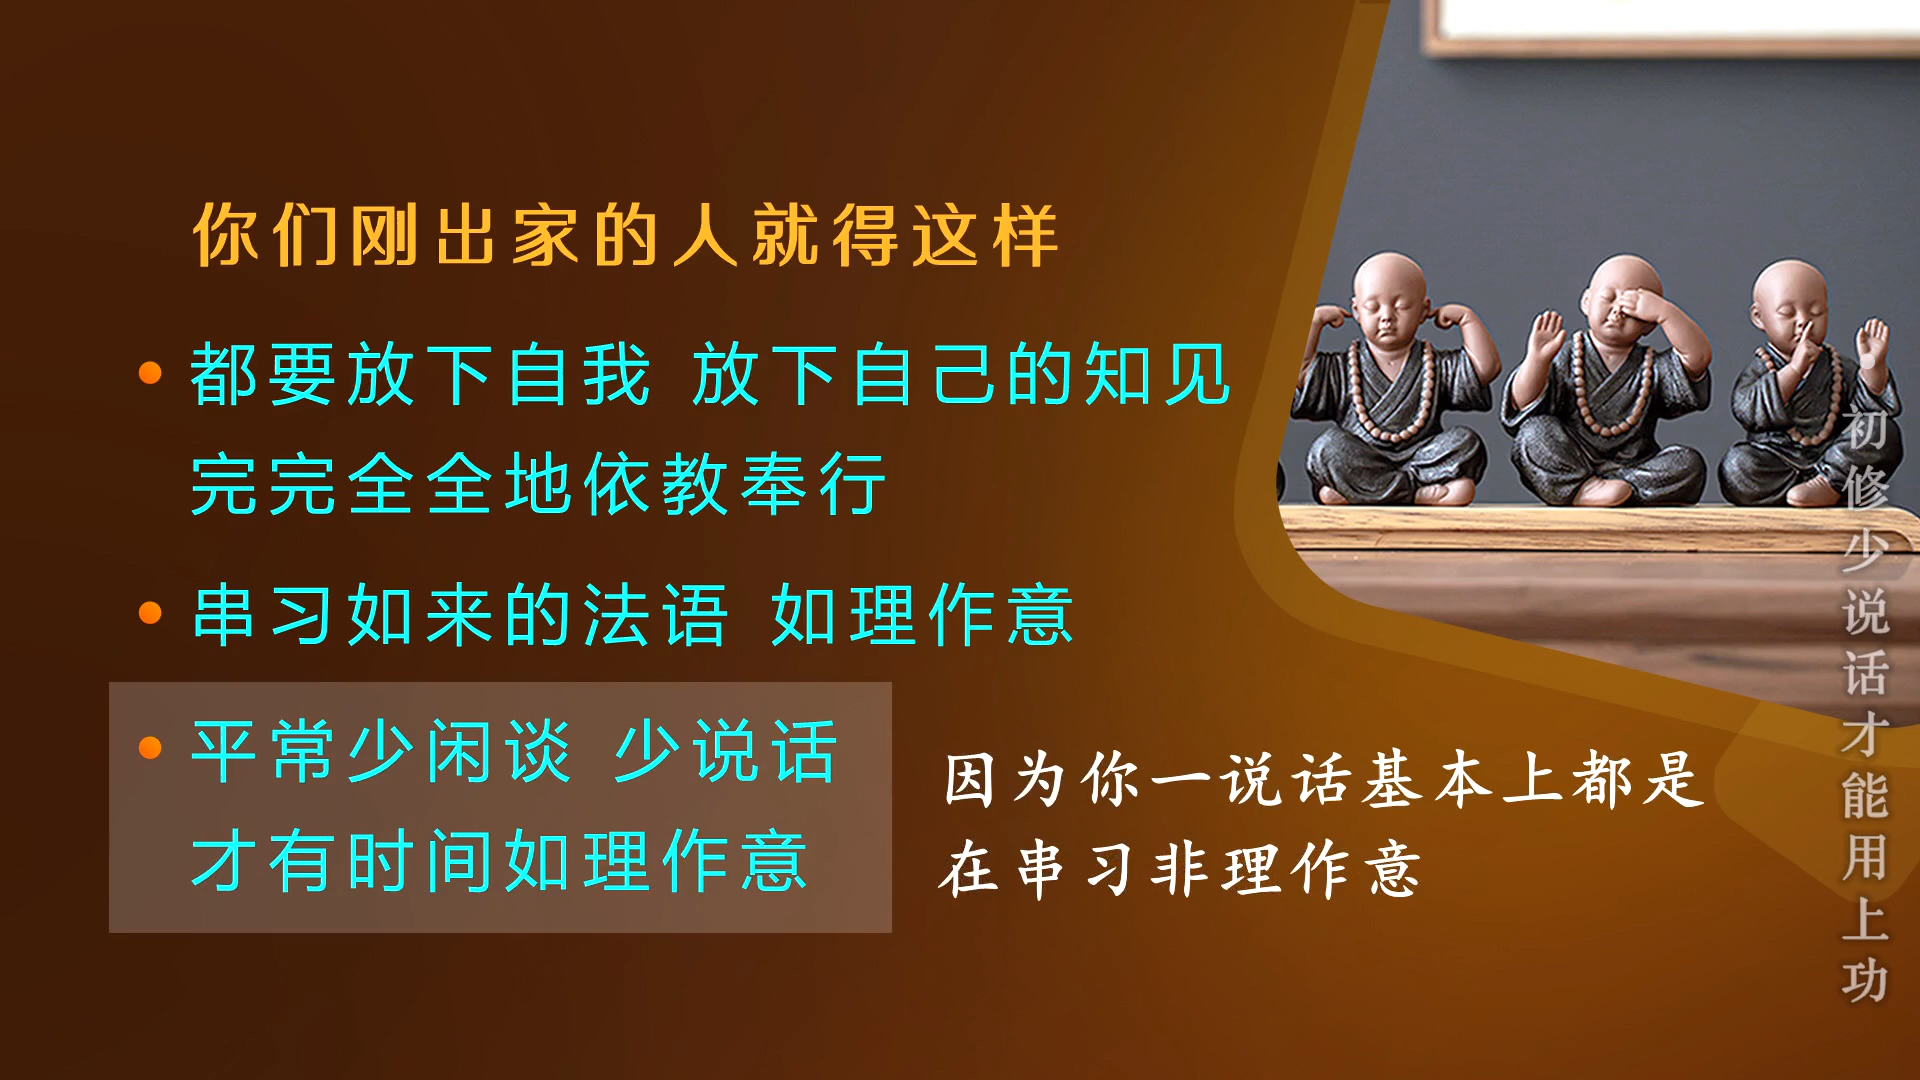 你们刚出家的人就得这样
都要放下自我 放下自己的知见
完完全全地依教奉行
串习如来的法语 如理作意
平常少闲谈 少说话
才有时间如理作意
因为你一说话基本上都是
在串习非理作意
初修少说话才能用上功